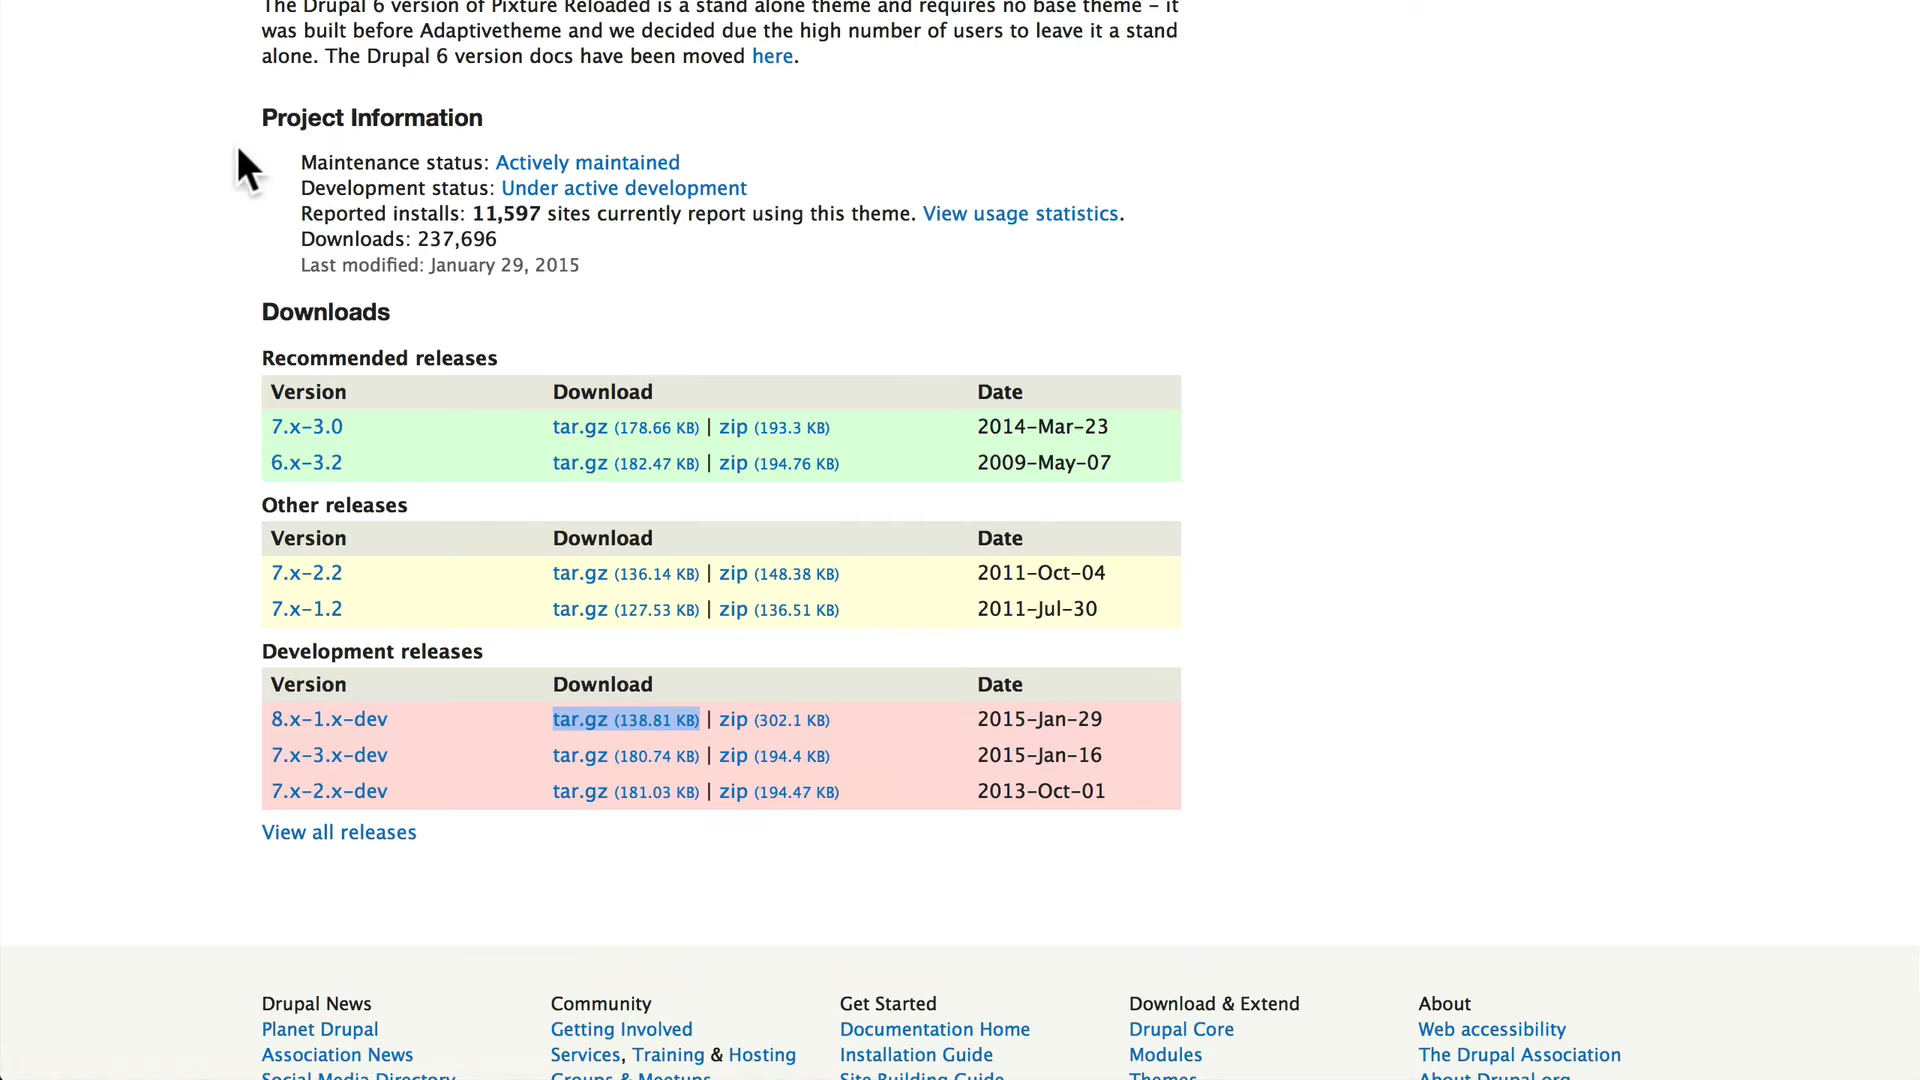 The Drupal 6 version of Pixture Reloaded is a stand alone theme and requires no base theme – it
was built before Adaptivetheme and we decided due the high number of users to leave it a stand
alone. The Drupal 6 version docs have been moved here.
Project Information
Maintenance status: Actively maintained
Development status: Under active development
Reported installs: 11,597 sites currently report using this theme. View usage statistics.
Downloads: 237,696
Last modified: January 29, 2015
Downloads
Recommended releases
Version Download Date
7.x-3.0 tar.gz (178.66 KB) | zip (193.3 KB) 2014-Mar-23
6.x-3.2 tar.gz (182.47 KB) | zip (194.76 KB) 2009-May-07
Other releases
Version Download Date
7.x-2.2 tar.gz (136.14 KB) | zip (148.38 KB) 2011-Oct-04
7.x-1.2 tar.gz (127.53 KB) | zip (136.51 KB) 2011-Jul-30
Development releases
Version Download Date
8.x-1.x-dev tar.gz (138.81 KB) | zip (302.1 KB) 2015-Jan-29
7.x-3.x-dev tar.gz (180.74 KB) | zip (194.4 KB) 2015-Jan-16
7.x-2.x-dev tar.gz (181.03 KB) | zip (194.47 KB) 2013-Oct-01
View all releases
Drupal News Community Get Started Download & Extend About
Planet Drupal Getting Involved Documentation Home Drupal Core Web accessibility
Association News Services, Training & Hosting Installation Guide Modules The Drupal Association
Social Media Directory Groups & Meetups Site Building Guide Themes About Drupal.org